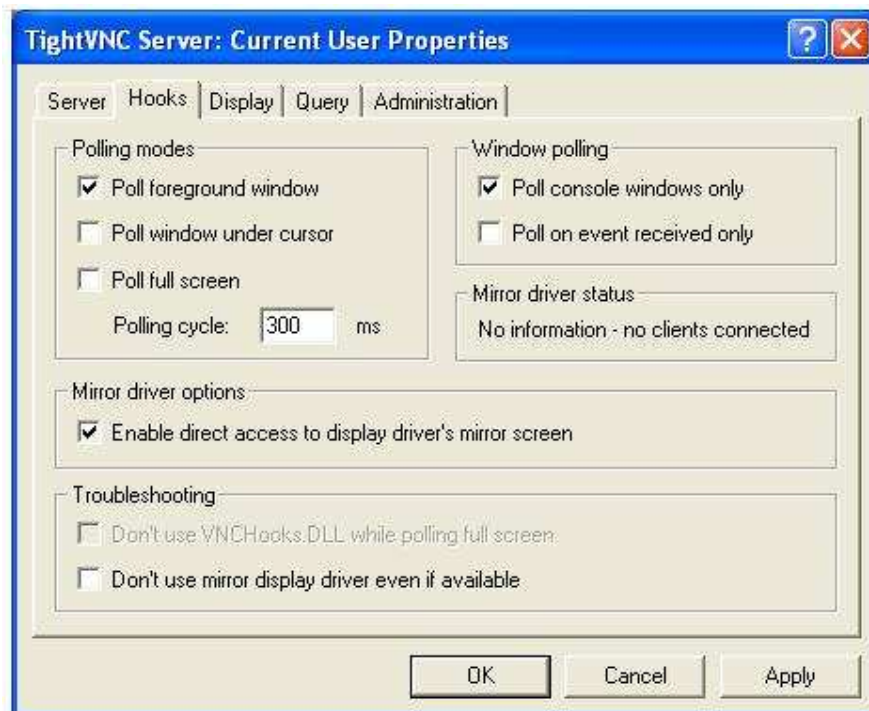 TightVNC Server: Current User Properties
Server Hooks Display Query Administration
Polling modes
Poll foreground window
Poll window under cursor
Poll full screen
Polling cycle: 300 ms
Window polling
Poll console windows only
Poll on event received only
Mirror driver status
No information - no clients connected
Mirror driver options
Enable direct access to display driver's mirror screen
Troubleshooting
Don't use VNCHooks.DLL while polling full screen
Don't use mirror display driver even if available
OK Cancel Apply